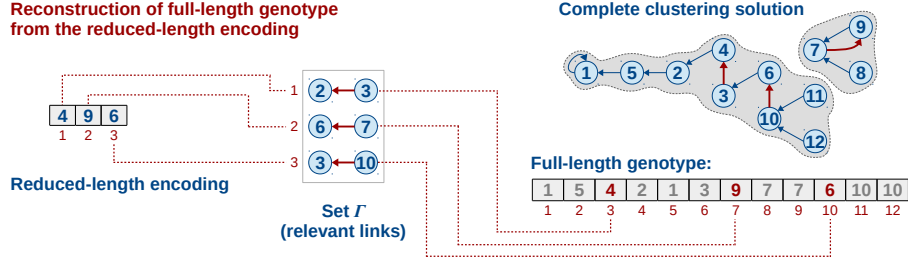 Reconstruction of full-length genotype
from the reduced-length encoding
4 9 6
1 2 3
Reduced-length encoding
1 2 3
2 6 7
3 3 10
Set Γ
(relevant links)
Complete clustering solution
9
4 7
1 5 2 6 8
3 11
10
12
Full-length genotype:
1 5 4 2 1 3 9 7 7 6 10 10
1 2 3 4 5 6 7 8 9 10 11 12